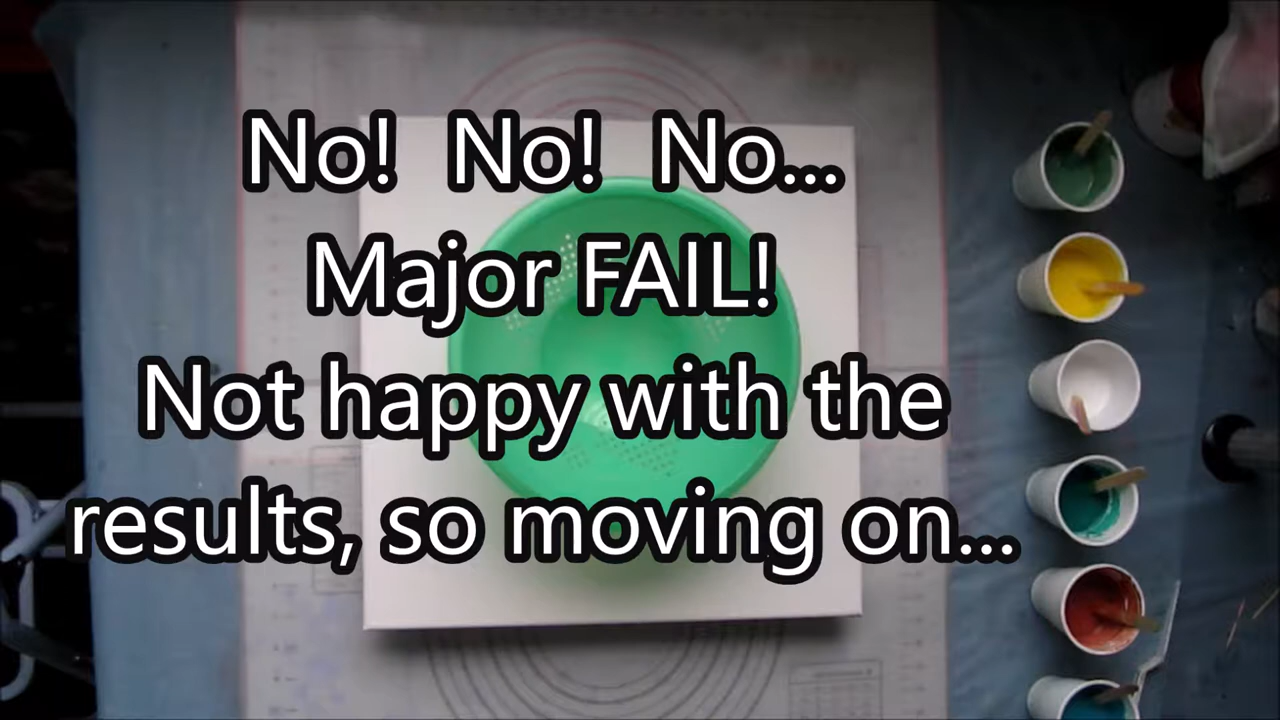 No! No! No...
Major FAIL!
Not happy with the
results, so moving on...